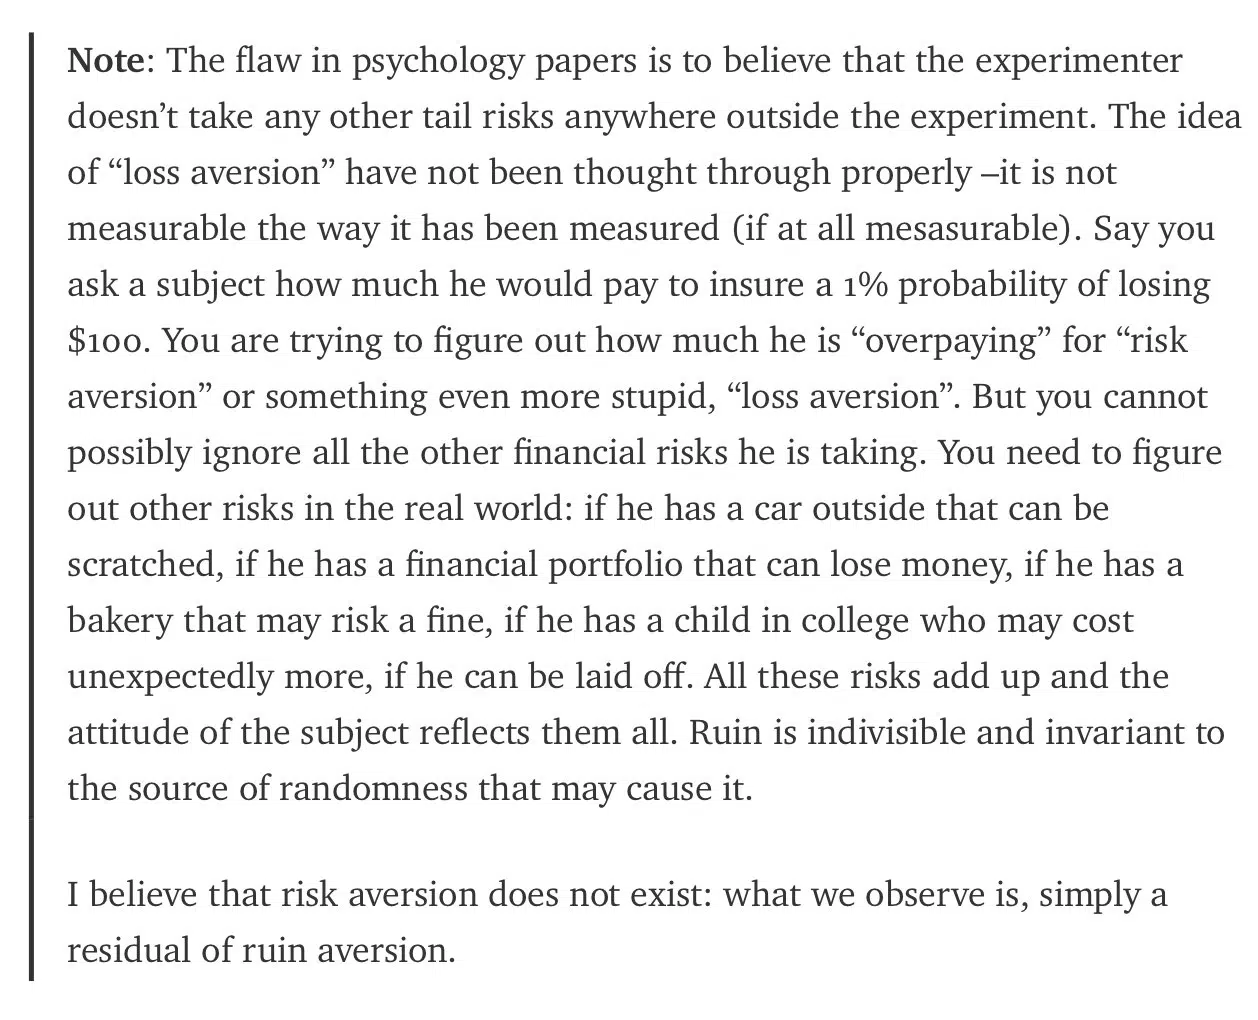 Note: The flaw in psychology papers is to believe that the experimenter
doesn’t take any other tail risks anywhere outside the experiment. The idea
of “loss aversion” have not been thought through properly –it is not
measurable the way it has been measured (if at all mesasurable). Say you
ask a subject how much he would pay to insure a 1% probability of losing
$100. You are trying to figure out how much he is “overpaying” for “risk
aversion” or something even more stupid, “loss aversion”. But you cannot
possibly ignore all the other financial risks he is taking. You need to figure
out other risks in the real world: if he has a car outside that can be
scratched, if he has a financial portfolio that can lose money, if he has a
bakery that may risk a fine, if he has a child in college who may cost
unexpectedly more, if he can be laid off. All these risks add up and the
attitude of the subject reflects them all. Ruin is indivisible and invariant to
the source of randomness that may cause it.
I believe that risk aversion does not exist: what we observe is, simply a
residual of ruin aversion.